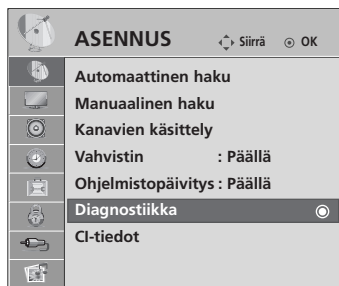 ASENNUS Siirrä OK
Automaattinen haku
Manuaalinen haku
Kanavien käsittely
Vahvistin : Päällä
Ohjelmistopäivitys : Päällä
Diagnostiikka
CI-tiedot